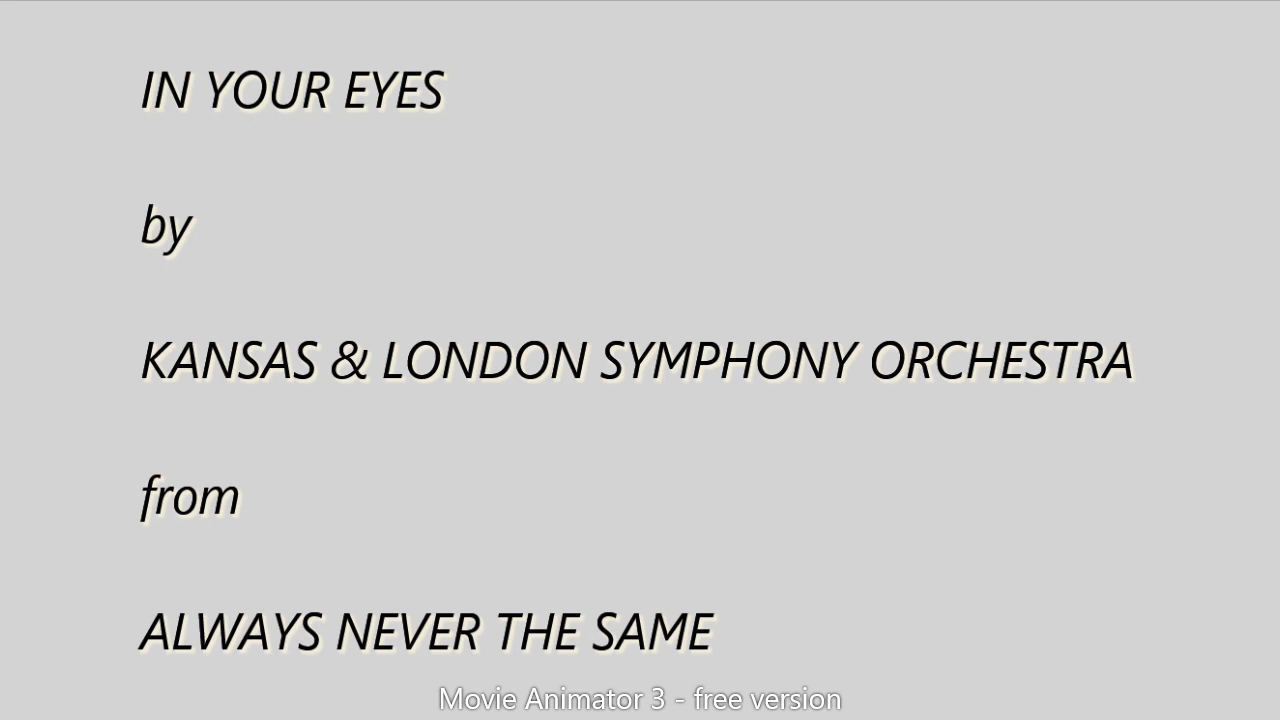 IN YOUR EYES
by
KANSAS & LONDON SYMPHONY ORCHESTRA
from
ALWAYS NEVER THE SAME
Movie Animator 3 - free version